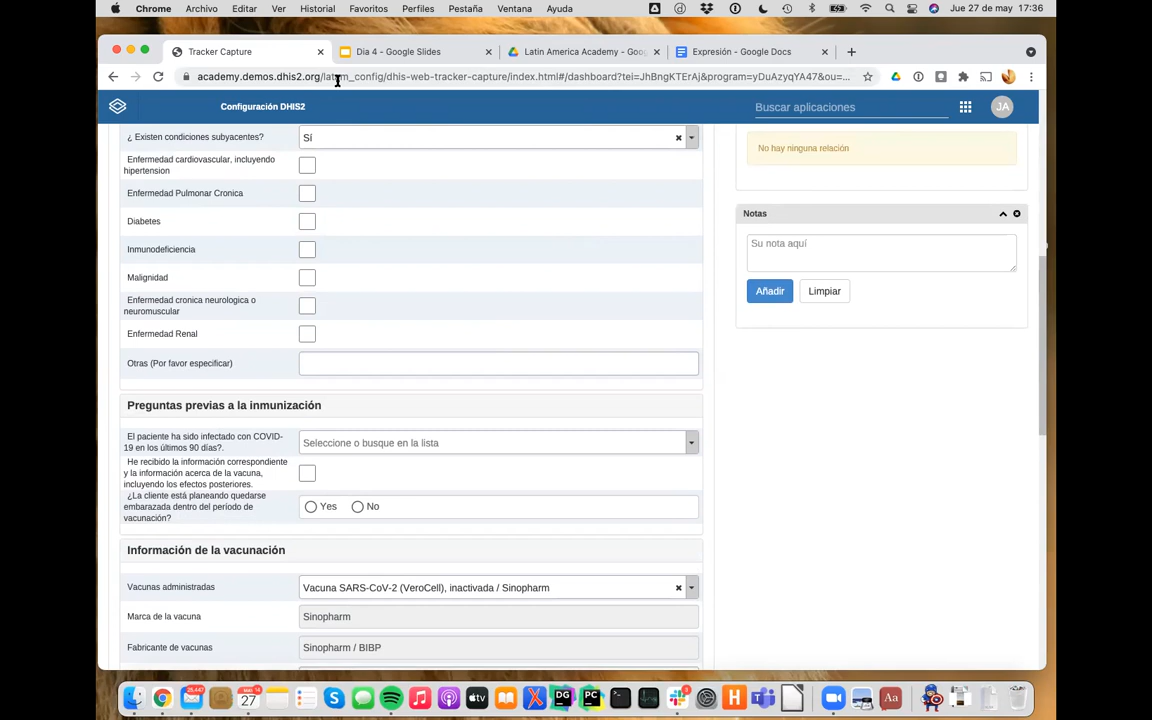 Chrome Archivo Editar Ver Historial Favoritos Perfiles Pestaña Ventana Ayuda Jue 27 de may 17:36
Tracker Capture Dia 4 - Google Slides Latin America Academy - Goog Expresión - Google Docs
academy.demos.dhis2.org/latam_config/dhis-web-tracker-capture/index.html#/dashboard?tei=JhBngKTErAj&program=yDuAzyqYA47&ou=...
Configuración DHIS2 Buscar aplicaciones JA
¿ Existen condiciones subyacentes? Sí
Enfermedad cardiovascular, incluyendo
hipertension
Enfermedad Pulmonar Cronica
Diabetes
Inmunodeficiencia
Malignidad
Enfermedad cronica neurologica o
neuromuscular
Enfermedad Renal
Otras (Por favor especificar)
Preguntas previas a la inmunización
El paciente ha sido infectado con COVID-
19 en los últimos 90 días?.
Seleccione o busque en la lista
He recibido la información correspondiente
y la información acerca de la vacuna,
incluyendo los efectos posteriores.
¿La cliente está planeando quedarse
embarazada dentro del período de
vacunación?
Yes No
Información de la vacunación
Vacunas administradas Vacuna SARS-CoV-2 (VeroCell), inactivada / Sinopharm
Marca de la vacuna Sinopharm
Fabricante de vacunas Sinopharm / BIBP
No hay ninguna relación
Notas
Su nota aquí
Añadir Limpiar
25,447
27
DG
PC
H
Aa